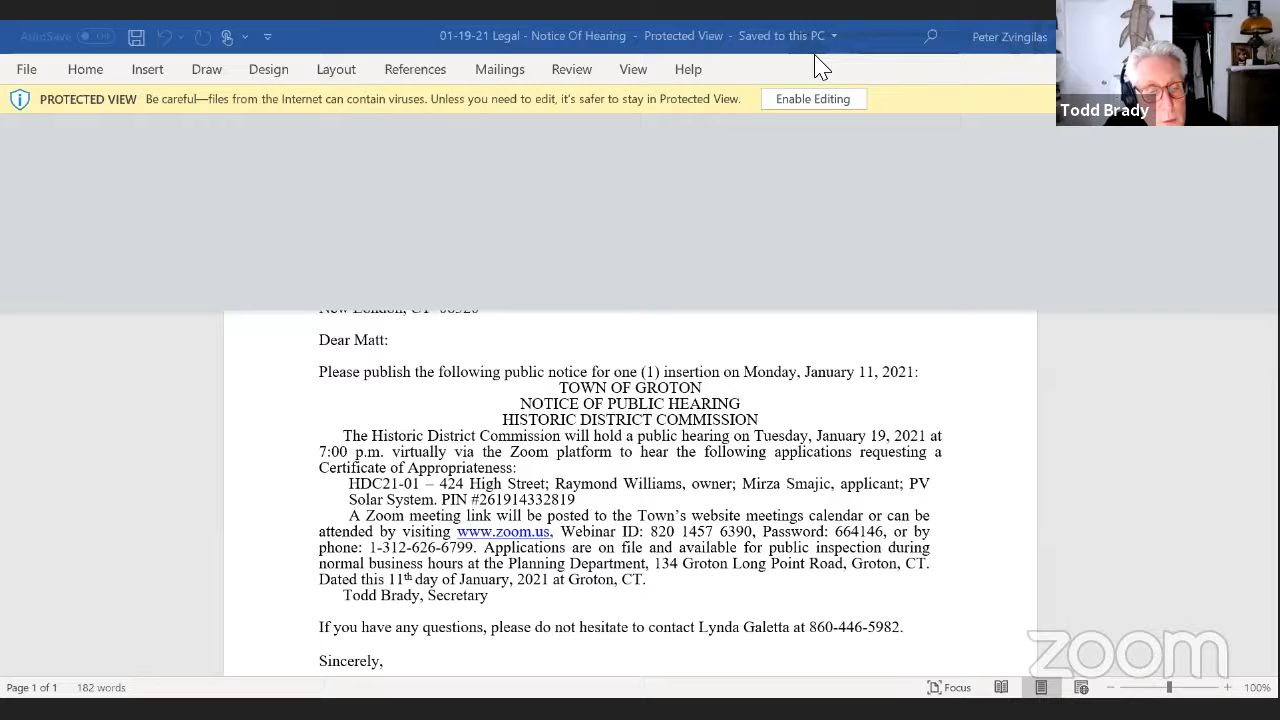 AutoSave Off
01-19-21 Legal - Notice Of Hearing - Protected View - Saved to this PC
Peter Zvingilas
File Home Insert Draw Design Layout References Mailings Review View Help
PROTECTED VIEW Be careful—files from the Internet can contain viruses. Unless you need to edit, it's safer to stay in Protected View. Enable Editing
Todd Brady
New London, CT 06320
Dear Matt:
Please publish the following public notice for one (1) insertion on Monday, January 11, 2021:
TOWN OF GROTON
NOTICE OF PUBLIC HEARING
HISTORIC DISTRICT COMMISSION
The Historic District Commission will hold a public hearing on Tuesday, January 19, 2021 at
7:00 p.m. virtually via the Zoom platform to hear the following applications requesting a
Certificate of Appropriateness:
HDC21-01 – 424 High Street; Raymond Williams, owner; Mirza Smajic, applicant; PV
Solar System. PIN #261914332819
A Zoom meeting link will be posted to the Town's website meetings calendar or can be
attended by visiting www.zoom.us, Webinar ID: 820 1457 6390, Password: 664146, or by
phone: 1-312-626-6799. Applications are on file and available for public inspection during
normal business hours at the Planning Department, 134 Groton Long Point Road, Groton, CT.
Dated this 11th day of January, 2021 at Groton, CT.
Todd Brady, Secretary
If you have any questions, please do not hesitate to contact Lynda Galetta at 860-446-5982.
Sincerely,
zoom
Page 1 of 1 182 words Focus 100%